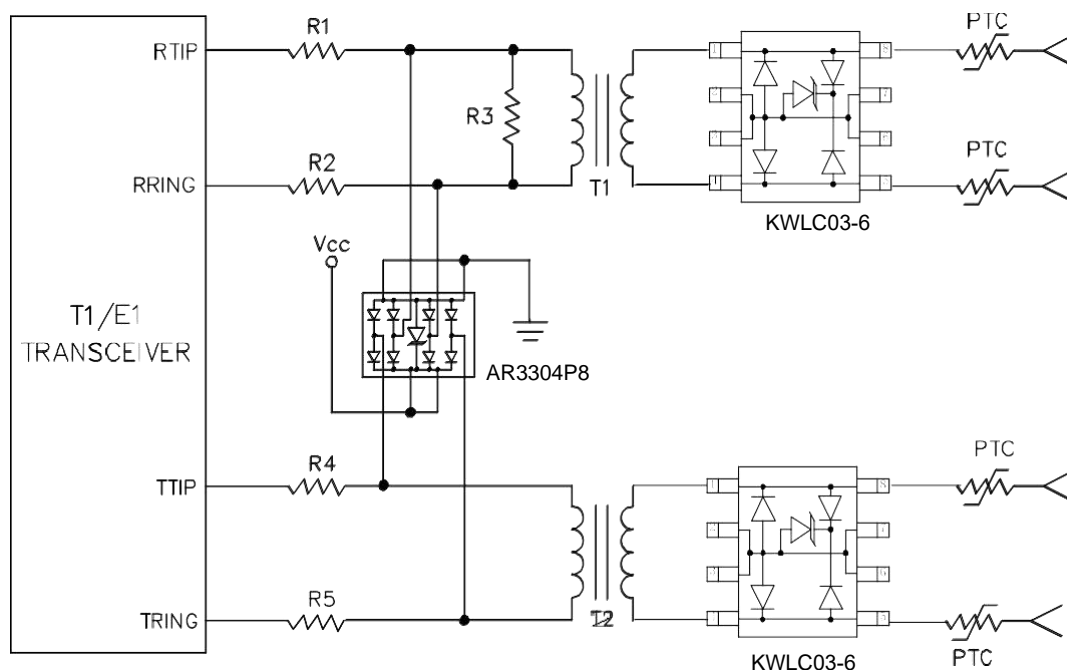 PTC
R1
RTIP
R3
PTC
R2
RRING
T1
KWLC03-6
Vcc
T1/E1
TRANSCEIVER
AR3304P8
PTC
R4
TTIP
R5
T2
TRING
PTC
KWLC03-6